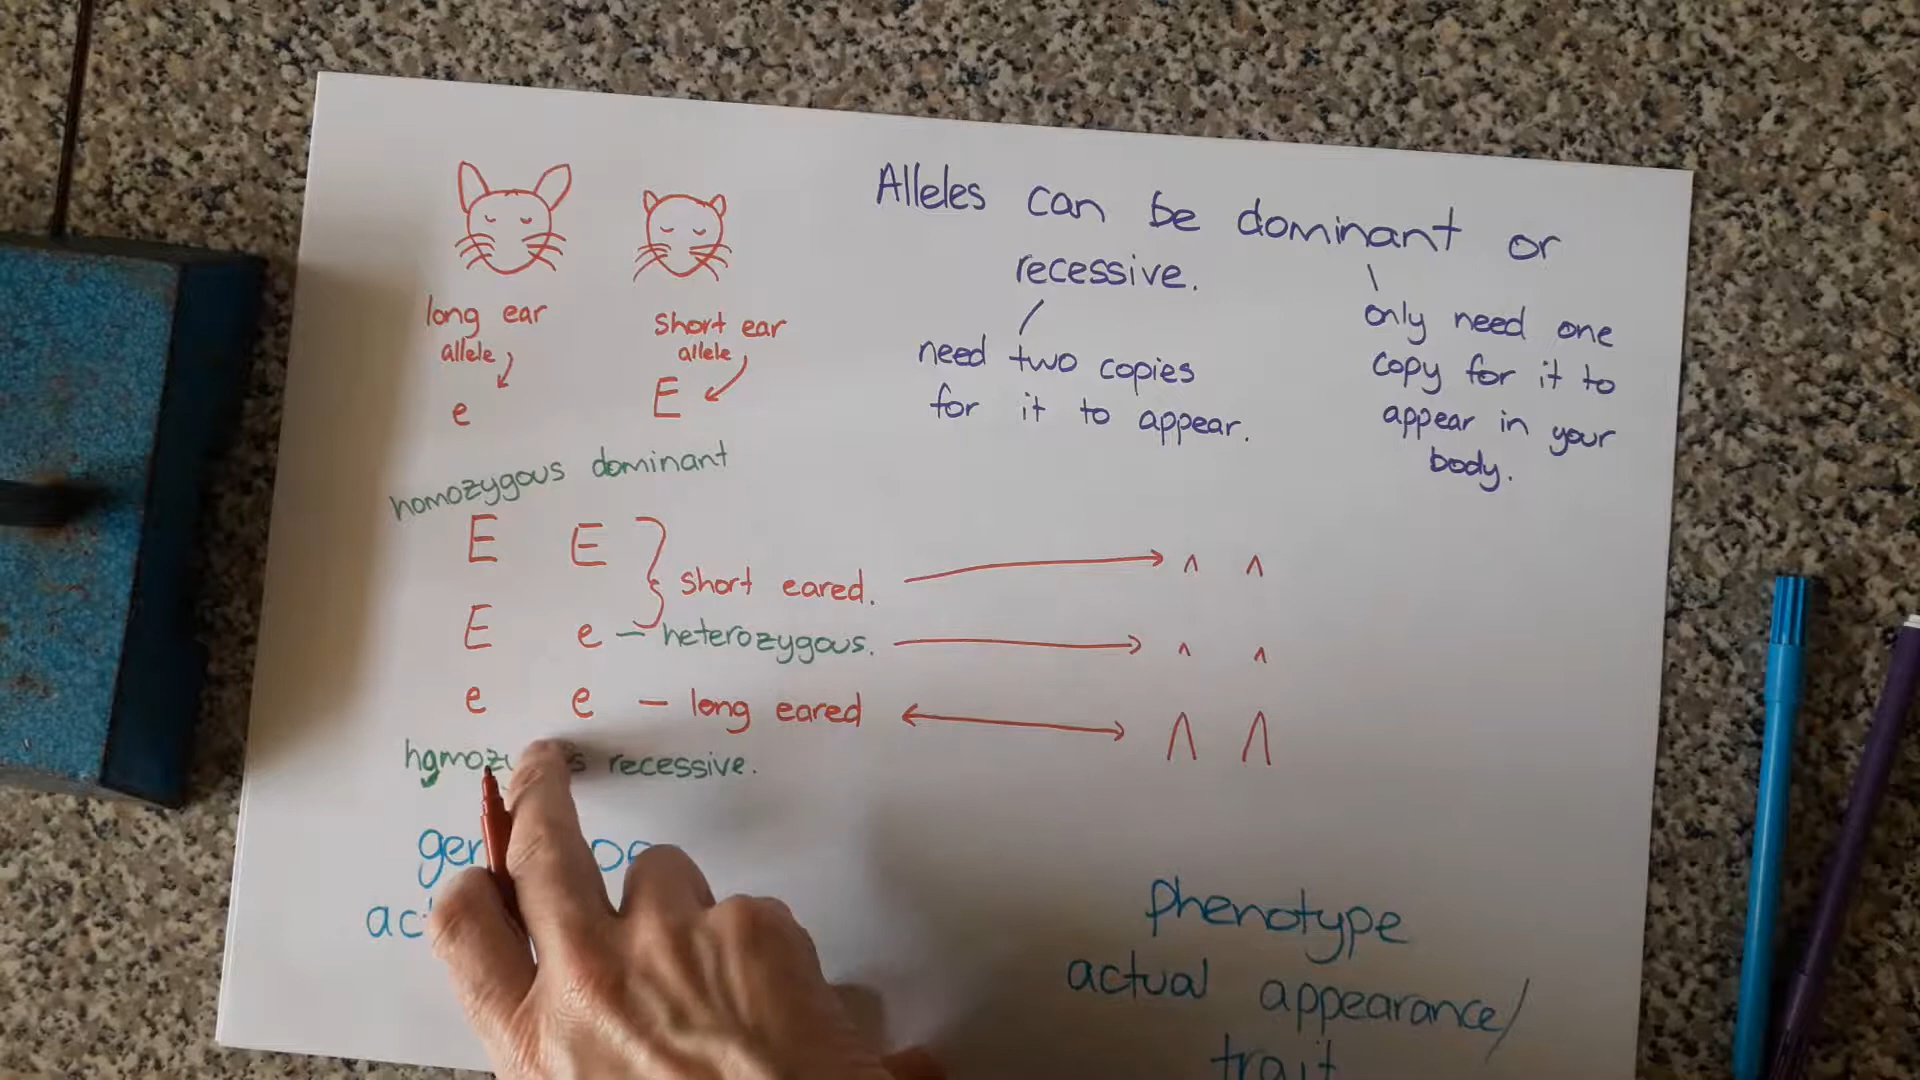 Alleles can be dominant or
recessive.
need two copies
for it to appear.
only need one
copy for it to
appear in your
body.
long ear
allele
e
short ear
allele
E
homozygous dominant
E E
short eared.
E e - heterozygous.
e e - long eared
recessive.
phenotype
actual appearance/
trait